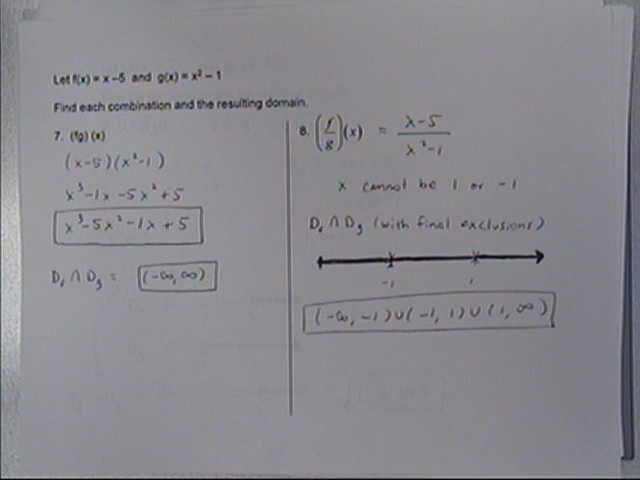 Let f(x) = x - 5 and g(x) = x² - 1
Find each combination and the resulting domain.
7. (fg)(x)
(x-5)(x²-1)
x³-1x-5x²+5
x³-5x²-1x+5
D_f ∩ D_g = (-∞, ∞)
8. (f/g)(x) = (x-5)/(x²-1)
x cannot be 1 or -1
D_f ∩ D_g (with final exclusions)
-1 1
(-∞, -1) ∪ (-1, 1) ∪ (1, ∞)